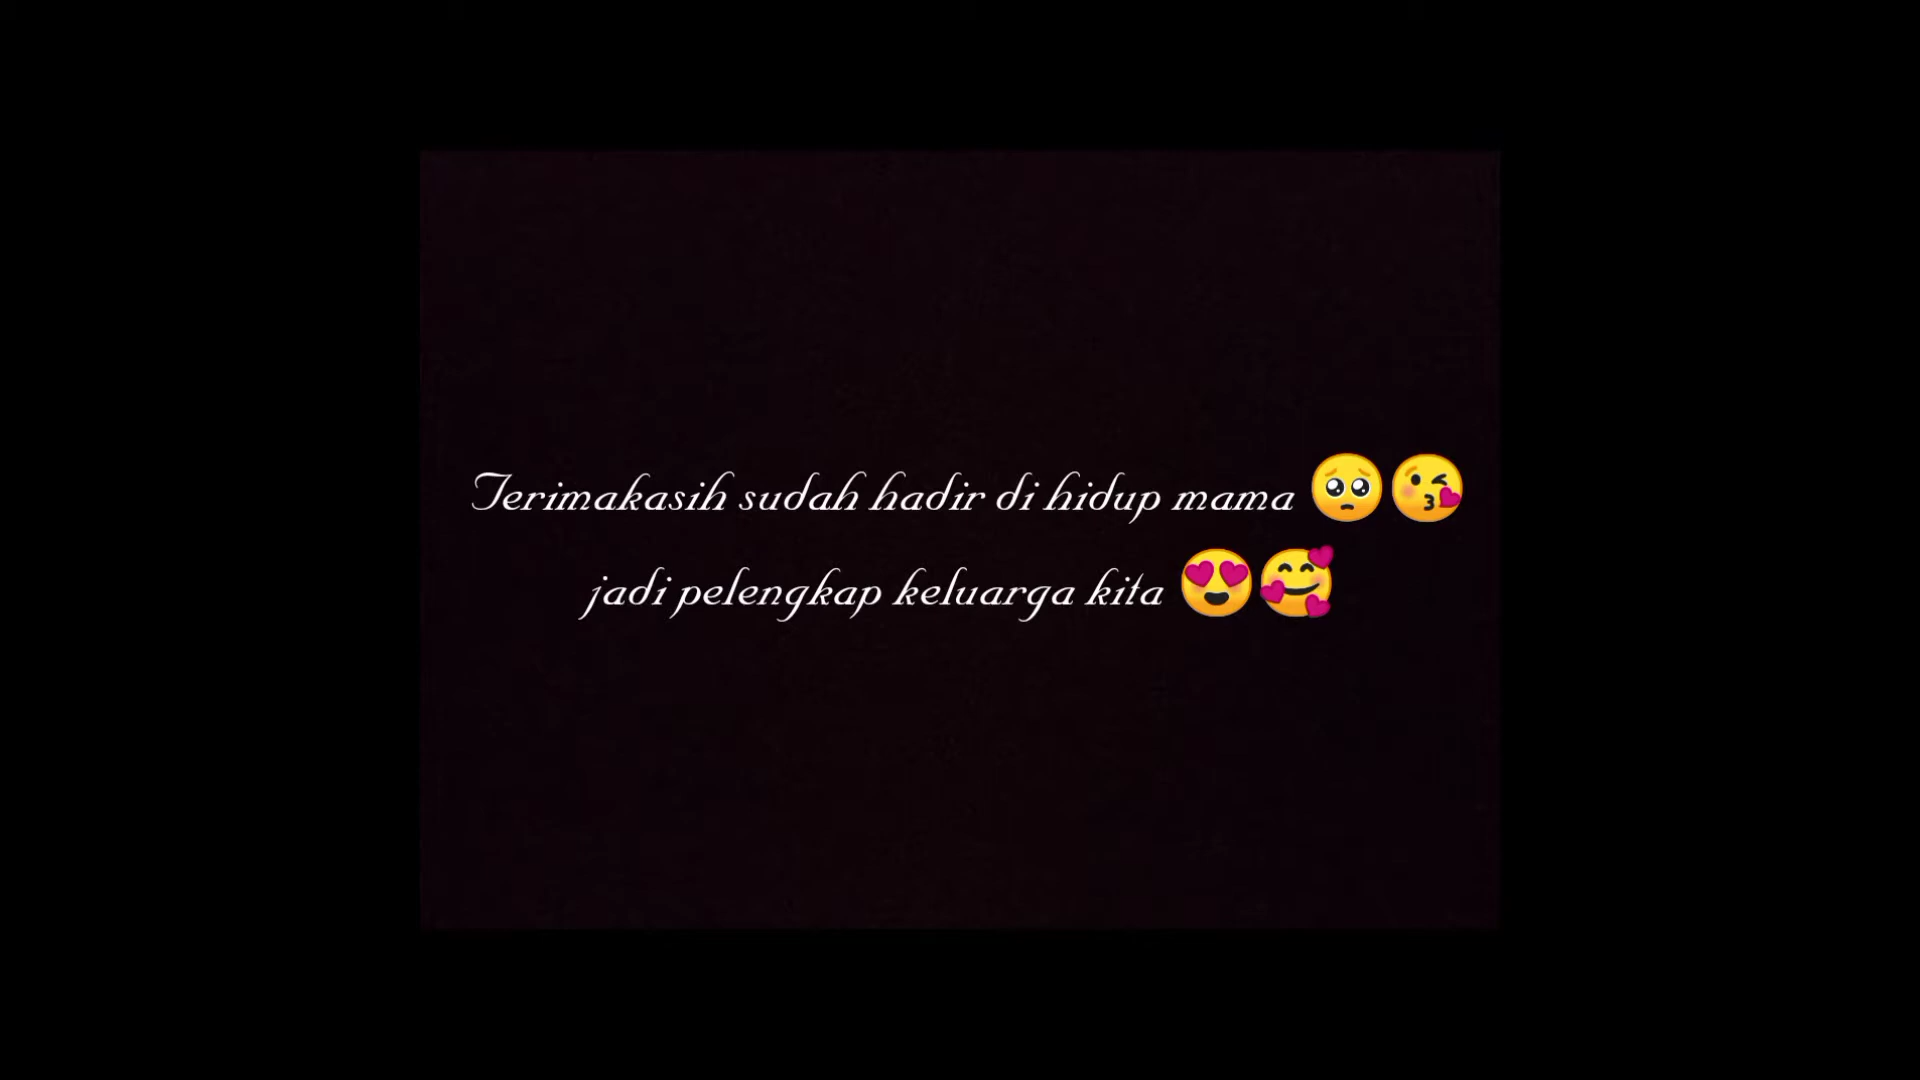 Terimakasih sudah hadir di hidup mama 🥺😘
jadi pelengkap keluarga kita 😍🥰